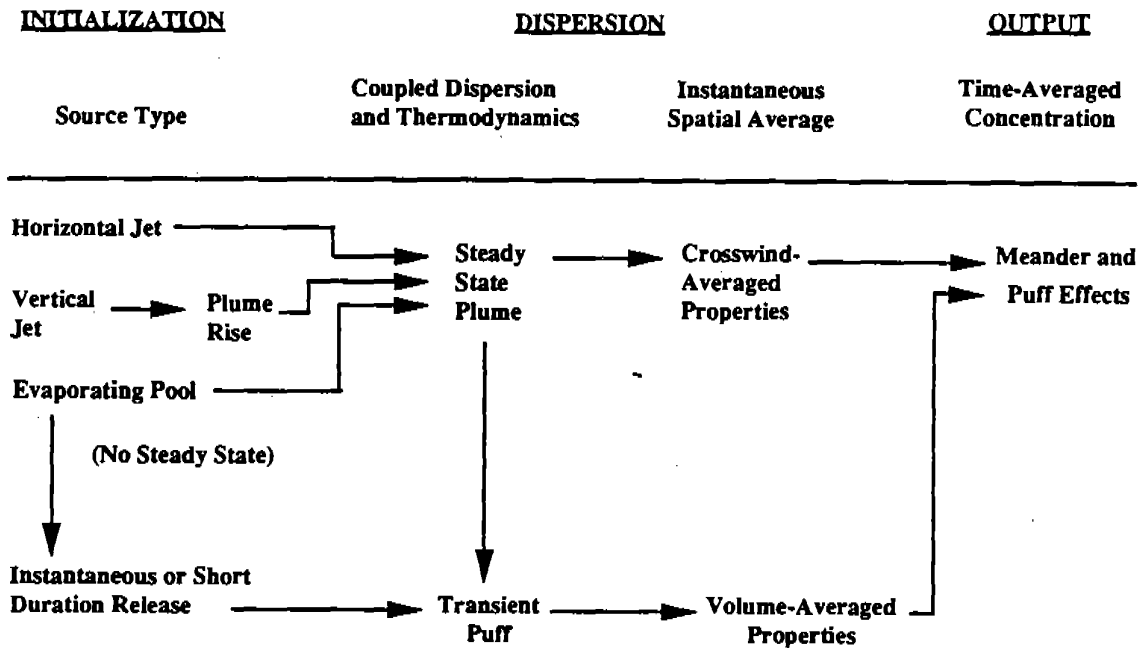 INITIALIZATION
DISPERSION
OUTPUT
Source Type
Coupled Dispersion
and Thermodynamics
Instantaneous
Spatial Average
Time-Averaged
Concentration
Horizontal Jet
Steady
State
Plume
Crosswind-
Averaged
Properties
Meander and
Puff Effects
Vertical
Jet
Plume
Rise
Evaporating Pool
(No Steady State)
Instantaneous or Short
Duration Release
Transient
Puff
Volume-Averaged
Properties